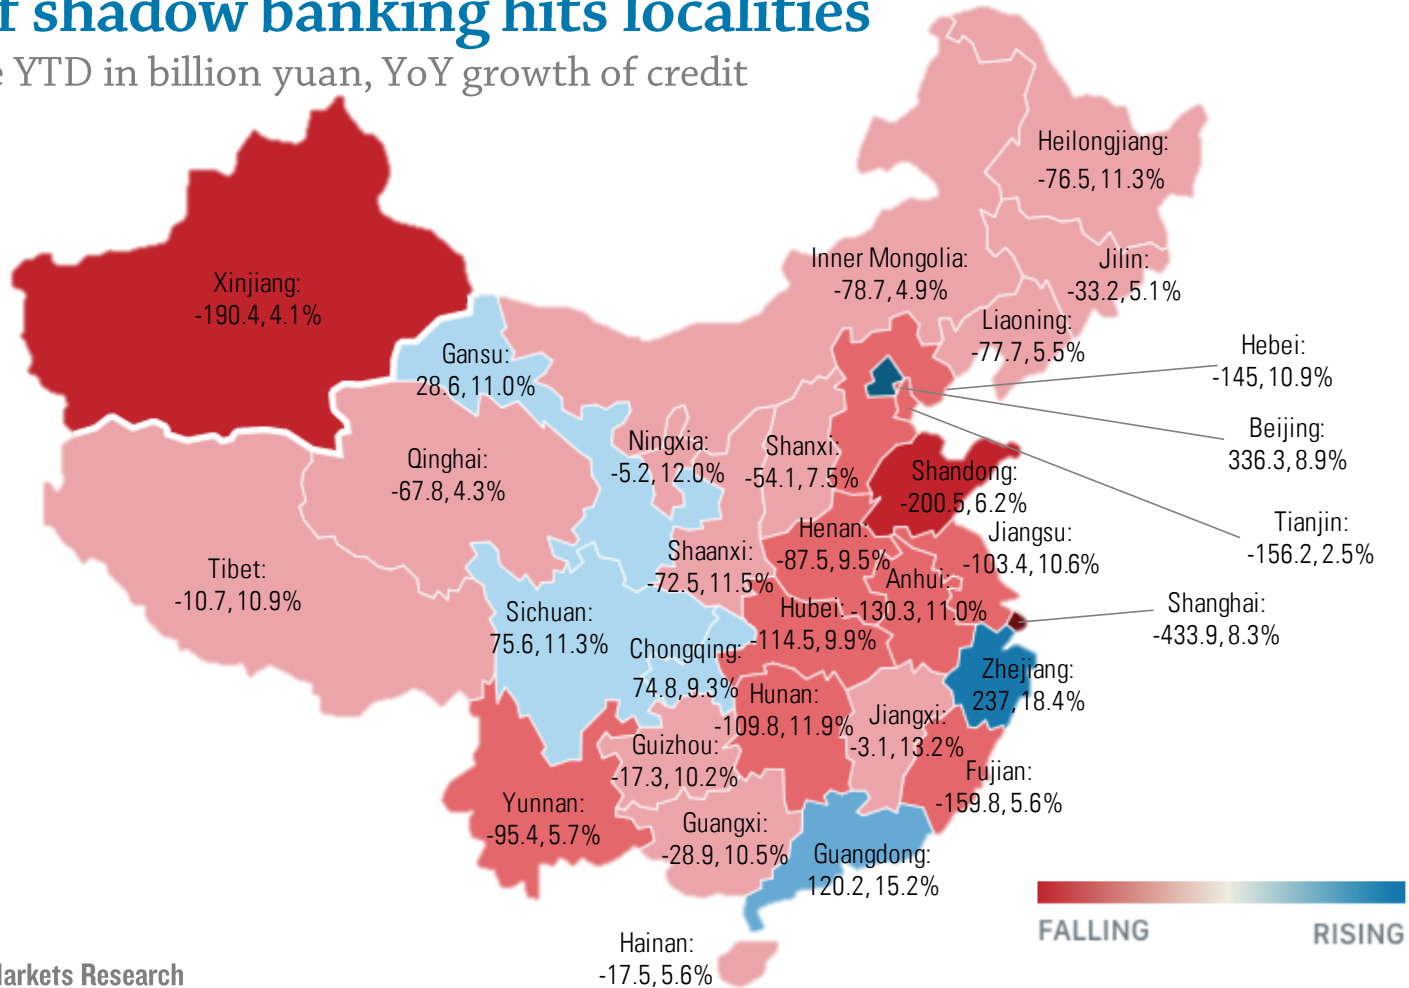 f shadow banking hits localities
e YTD in billion yuan, YoY growth of credit
Heilongjiang:
-76.5, 11.3%
Inner Mongolia:
-78.7, 4.9%
Jilin:
-33.2, 5.1%
Xinjiang:
-190.4, 4.1%
Liaoning:
-77.7, 5.5%
Hebei:
-145, 10.9%
Gansu:
28.6, 11.0%
Beijing:
336.3, 8.9%
Ningxia:
-5.2, 12.0%
Shanxi:
-54.1, 7.5%
Qinghai:
-67.8, 4.3%
Shandong:
-200.5, 6.2%
Tianjin:
-156.2, 2.5%
Henan:
-87.5, 9.5%
Jiangsu:
-103.4, 10.6%
Shaanxi:
-72.5, 11.5%
Tibet:
-10.7, 10.9%
Anhui:
-130.3, 11.0%
Hubei:
-114.5, 9.9%
Shanghai:
-433.9, 8.3%
Sichuan:
75.6, 11.3%
Chongqing:
74.8, 9.3%
Zhejiang:
237, 18.4%
Hunan:
-109.8, 11.9%
Jiangxi:
-3.1, 13.2%
Guizhou:
-17.3, 10.2%
Fujian:
-159.8, 5.6%
Yunnan:
-95.4, 5.7%
Guangxi:
-28.9, 10.5%
Guangdong:
120.2, 15.2%
FALLING
RISING
Hainan:
-17.5, 5.6%
Markets Research